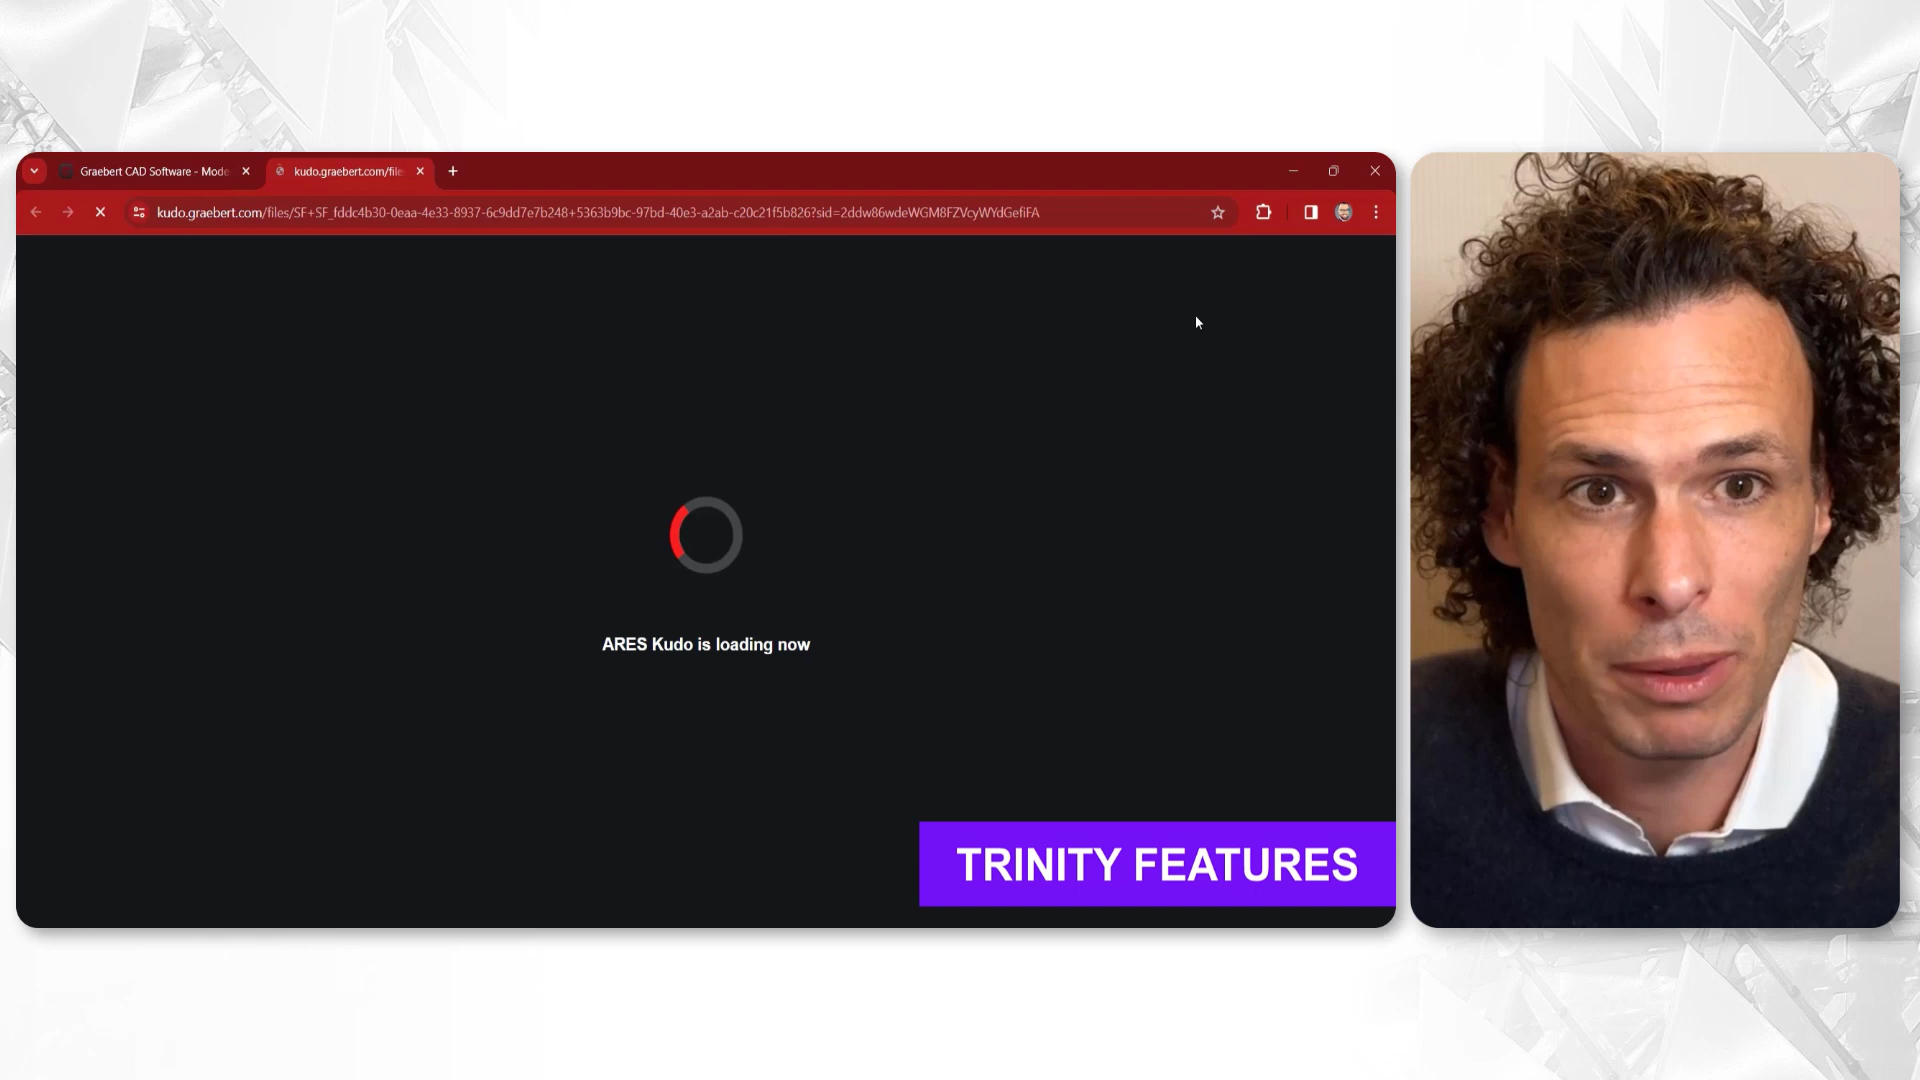 Graebert CAD Software - Mode
kudo.graebert.com/file
kudo.graebert.com/files/SF+SF_fddc4b30-0eaa-4e33-8937-6c9dd7e7b248+5363b9bc-97bd-40e3-a2ab-c20c21f5b826?sid=2ddw86wdeWGM8FZVcyWYdGefiFA
ARES Kudo is loading now
TRINITY FEATURES